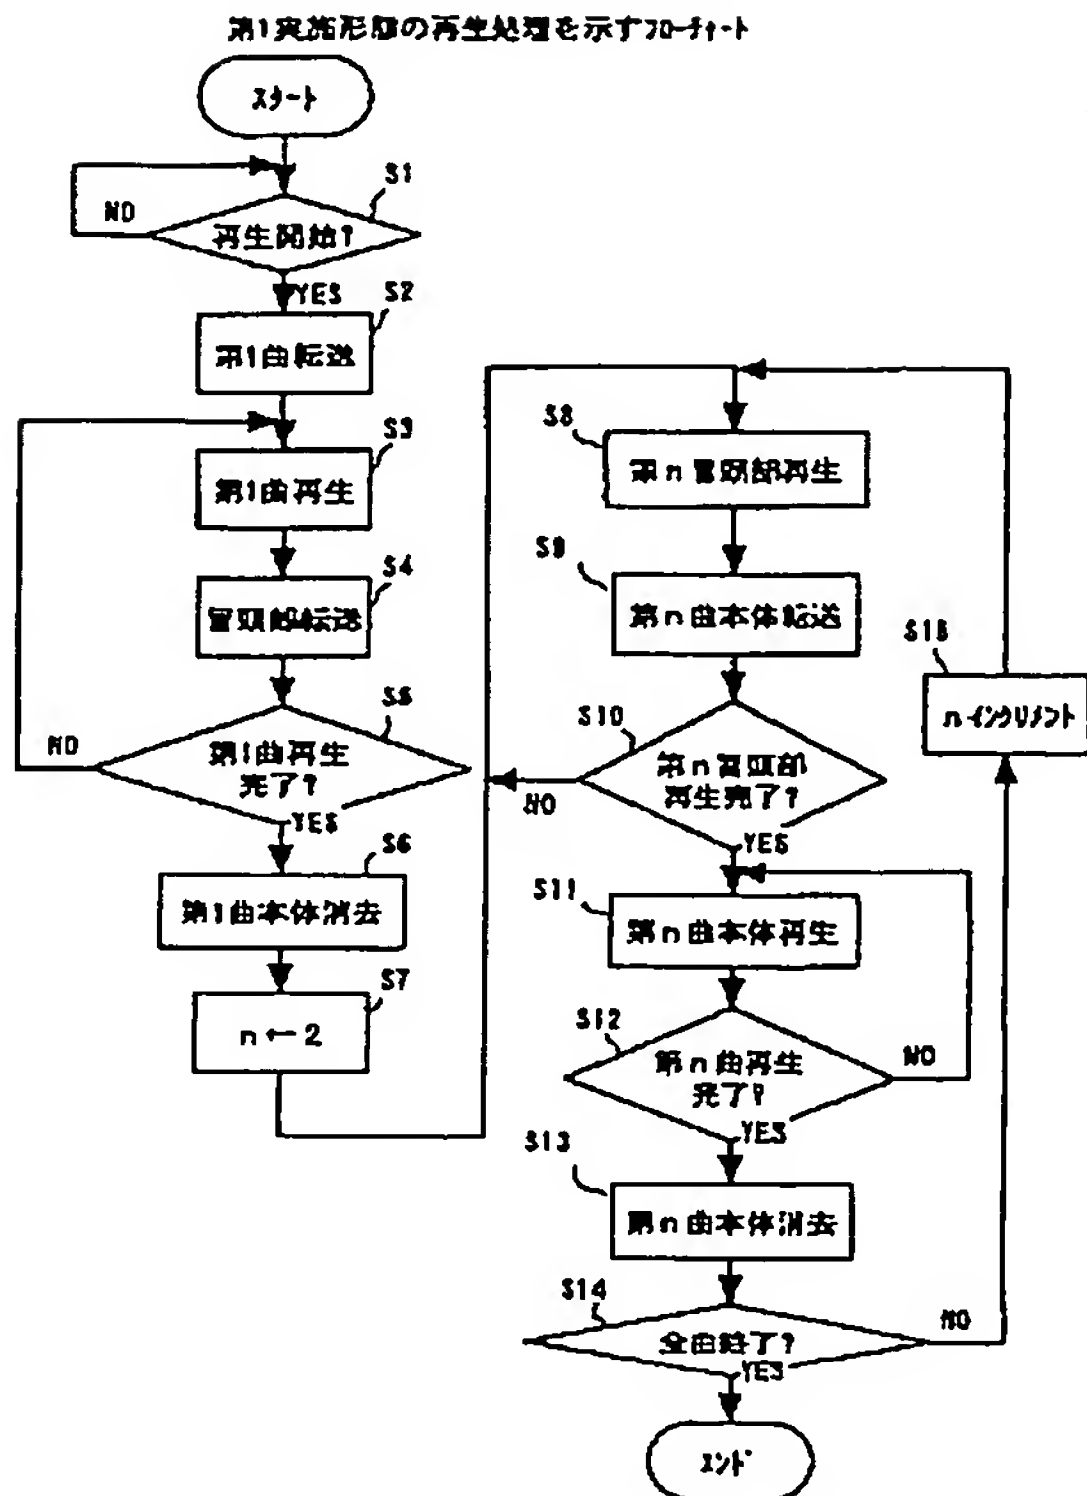 第1実施形態の再生処理を示すフローチャート
スタート
S1
NO
再生開始?
YES
S2
第1曲転送
S3
第1曲再生
S4
冒頭部転送
S5
NO
第1曲再生
完了?
YES
S6
第1曲本体消去
S7
n←2
S8
第n冒頭部再生
S9
第n曲本体転送
S10
第n冒頭部
再生完了?
NO
YES
S11
第n曲本体再生
S12
第n曲再生
完了?
NO
YES
S13
第n曲本体消去
S14
全曲終了?
NO
YES
S15
nインクリメント
エンド